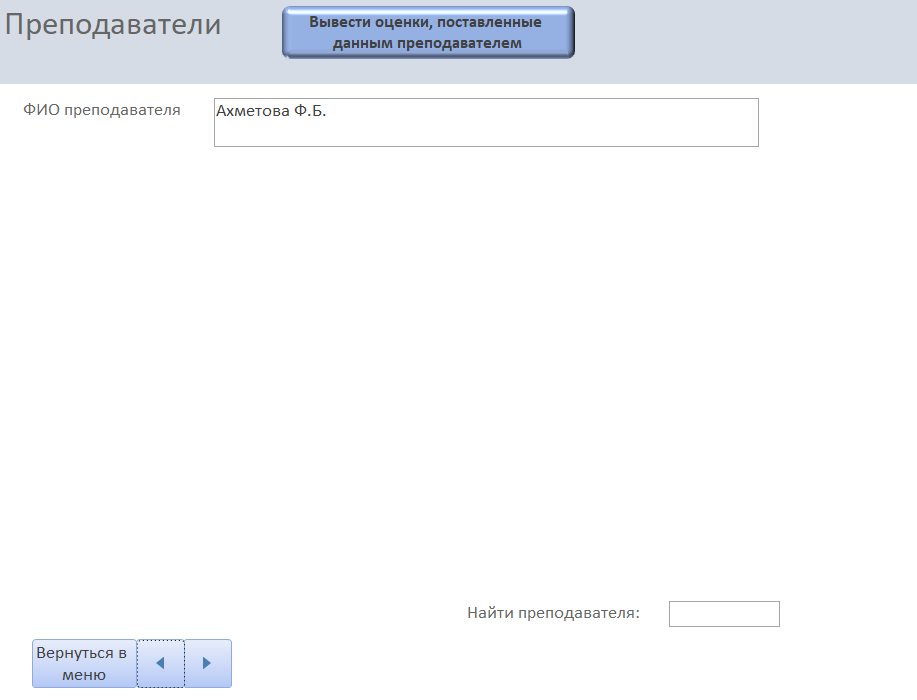 Преподаватели
Вывести оценки, поставленные
данным преподавателем
ФИО преподавателя
Ахметова Ф.Б.
Найти преподавателя:
Вернуться в
меню